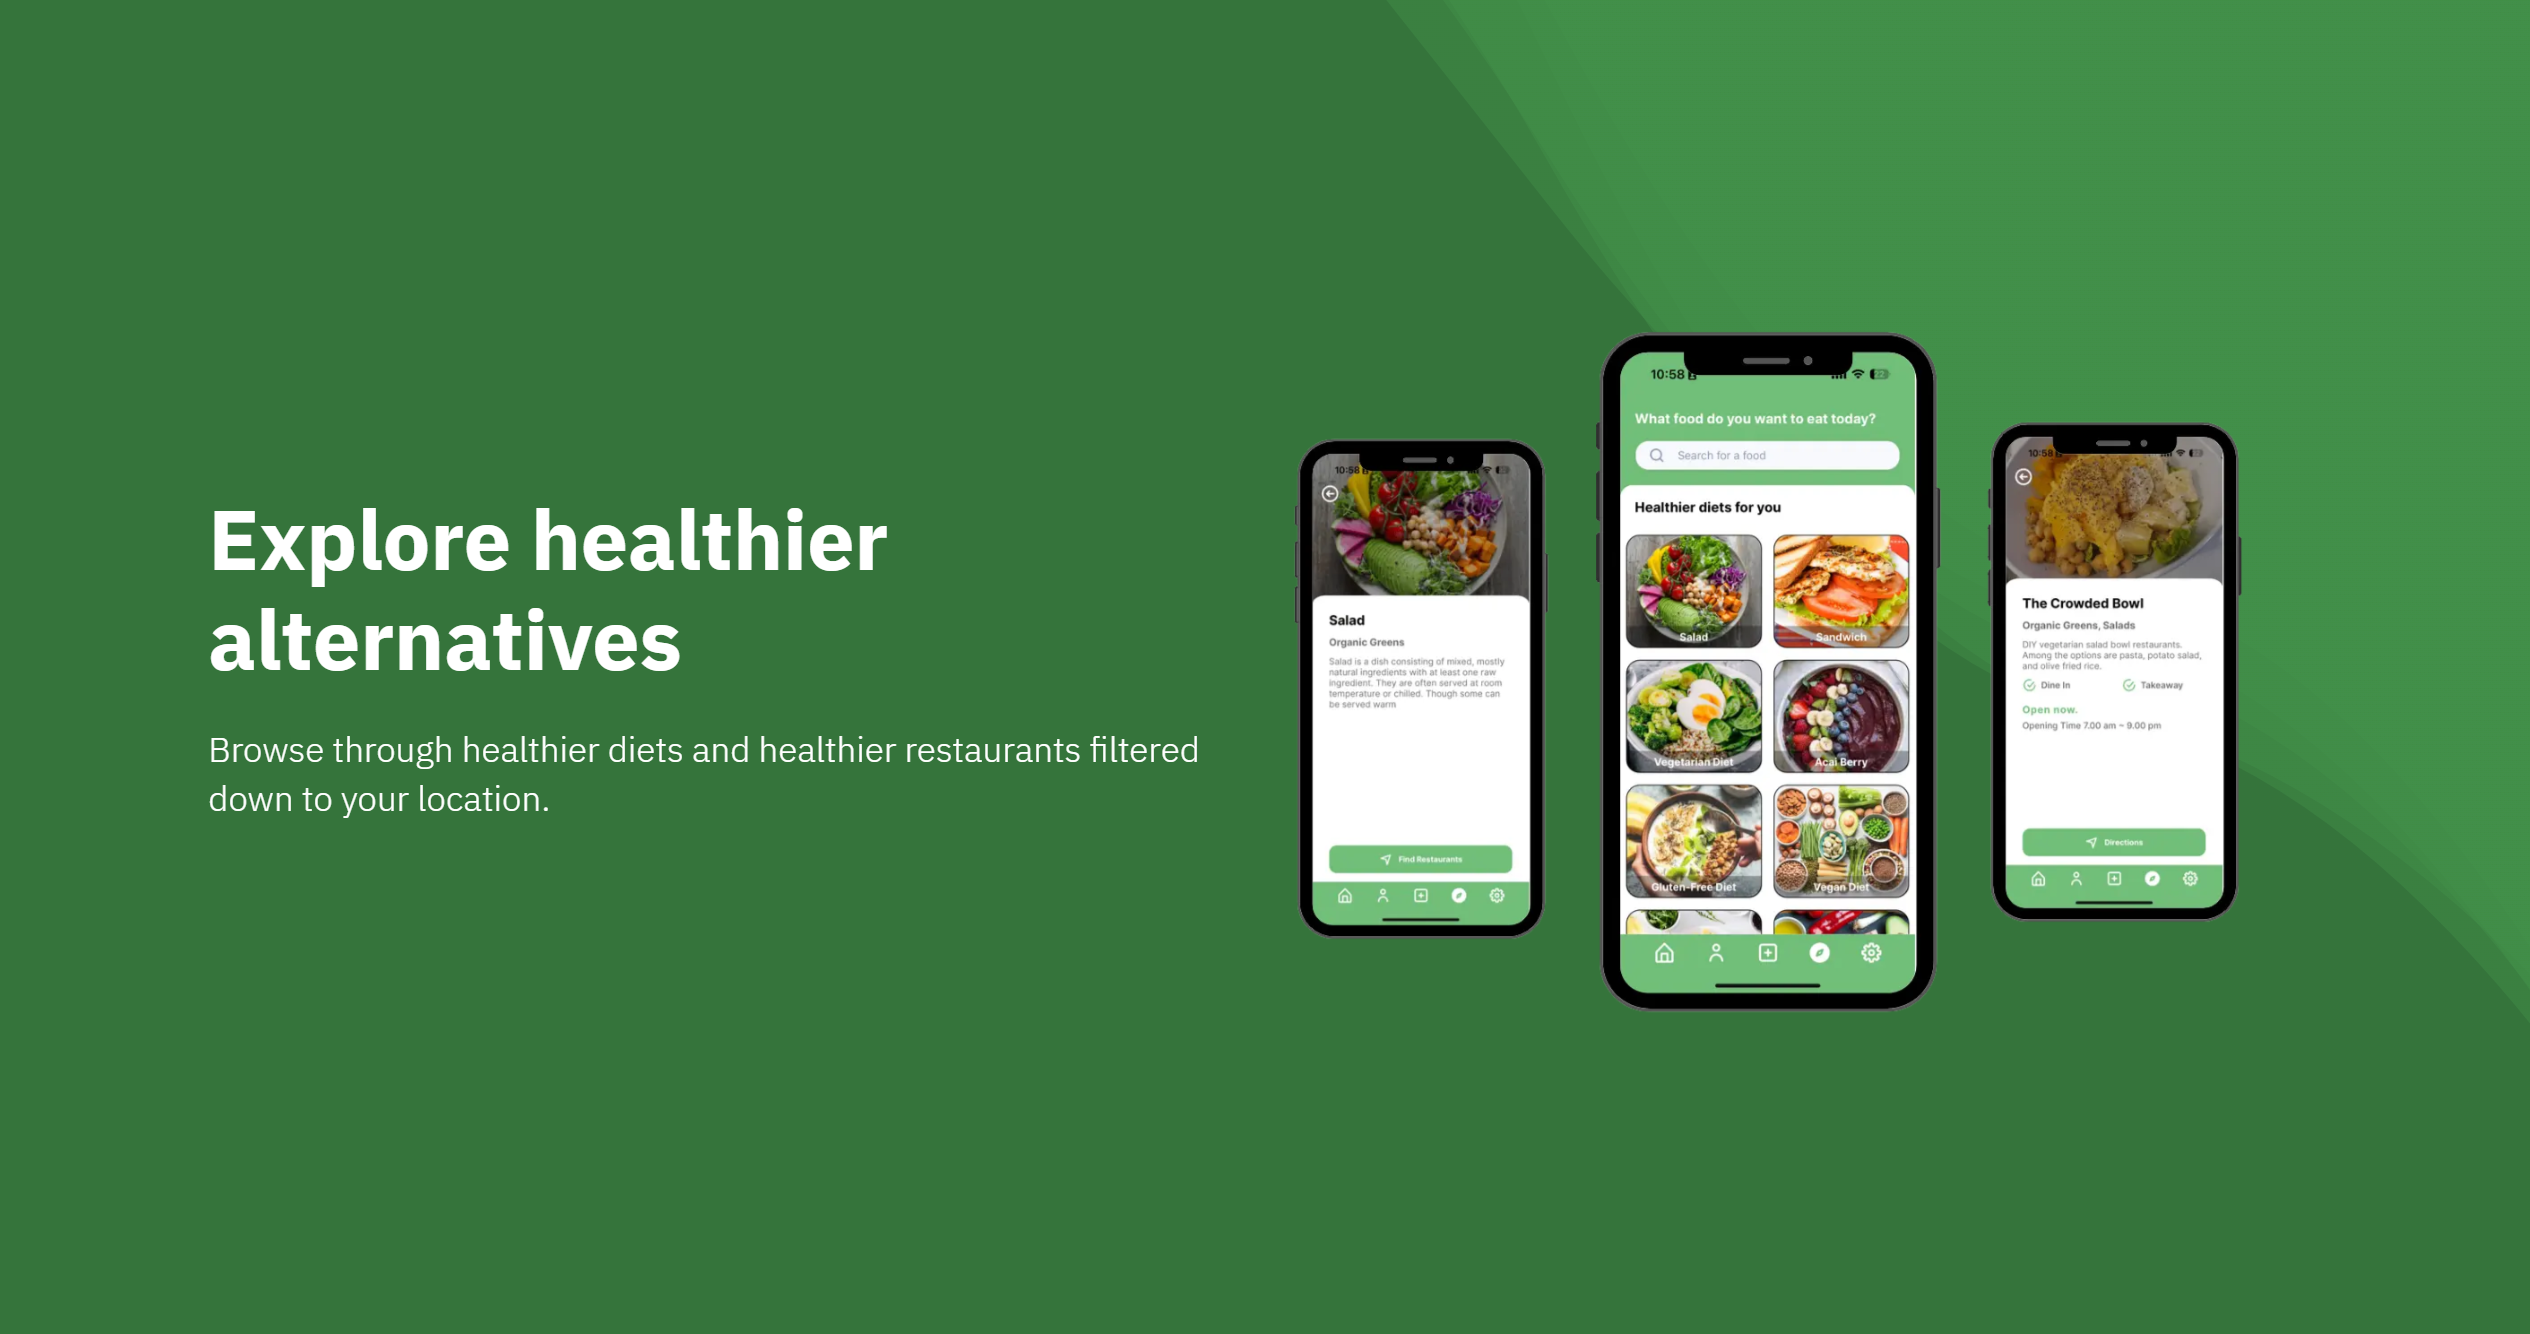 Explore healthier
alternatives
Browse through healthier diets and healthier restaurants filtered
down to your location.
10:58
Salad
Organic Greens
Salad is a dish consisting of mixed, mostly
natural ingredients with at least one raw
ingredient. They are often served at room
temperature or chilled. Though some can
be served warm
Find Restaurants
10:58
22
What food do you want to eat today?
Search for a food
Healthier diets for you
Salad
Sandwich
Vegetarian Diet
Acai Berry
Gluten-Free Diet
Vegan Diet
10:58
The Crowded Bowl
Organic Greens, Salads
DIY vegetarian salad bowl restaurants.
Among the options are pasta, potato salad,
and olive fried rice.
Dine In
Takeaway
Open now.
Opening Time 7.00 am ~ 9.00 pm
Directions